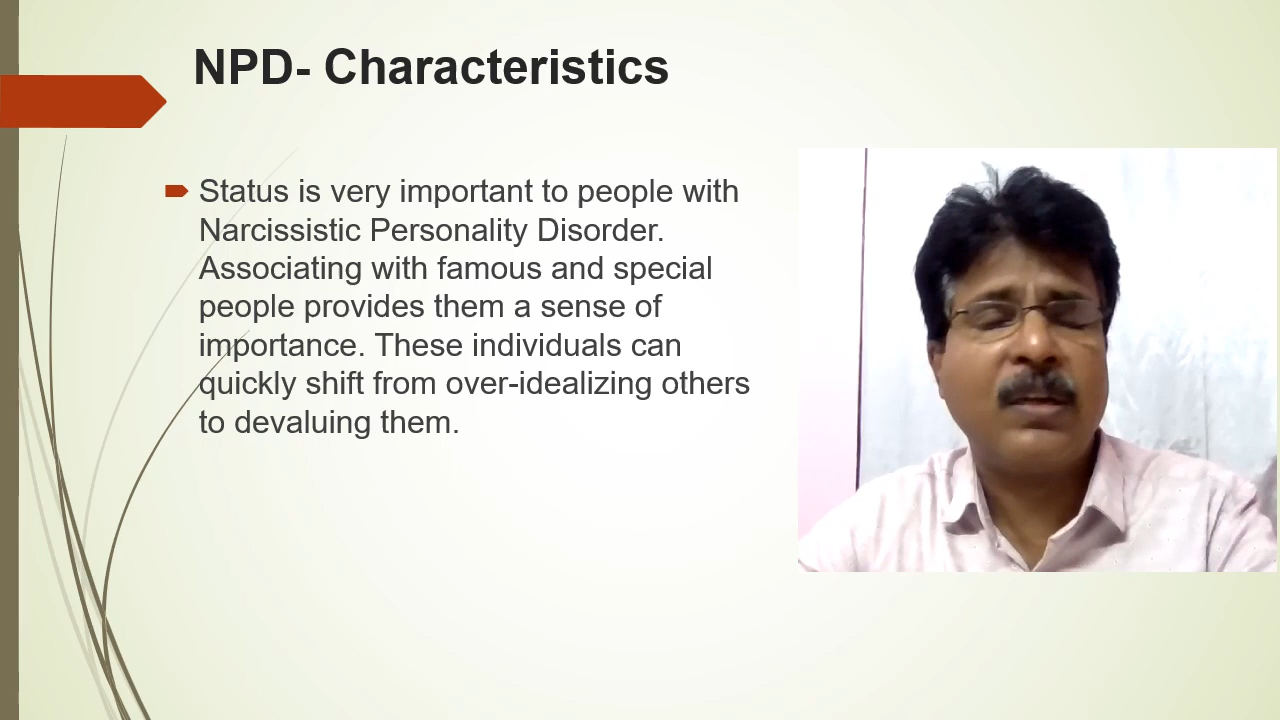 NPD- Characteristics
Status is very important to people with
Narcissistic Personality Disorder.
Associating with famous and special
people provides them a sense of
importance. These individuals can
quickly shift from over-idealizing others
to devaluing them.